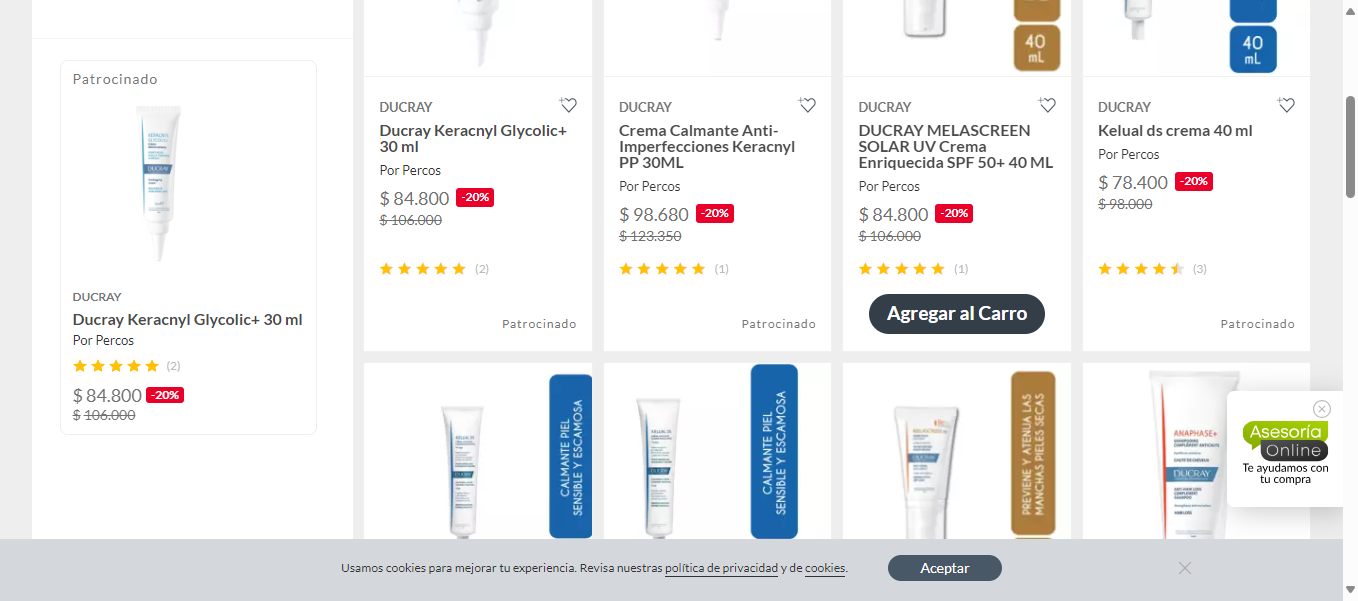 Patrocinado
DUCRAY
DUCRAY
Ducray Keracnyl Glycolic+ 30 ml
Por Percos
(2)
$ 84.800 -20%
$ 106.000
DUCRAY
Ducray Keracnyl Glycolic+
30 ml
Por Percos
$ 84.800 -20%
$ 106.000
(2)
Patrocinado
DUCRAY
Crema Calmante Anti-
Imperfecciones Keracnyl
PP 30ML
Por Percos
$ 98.680 -20%
$ 123.350
(1)
Patrocinado
40
mL
DUCRAY
DUCRAY MELASCREEN
SOLAR UV Crema
Enriquecida SPF 50+ 40 ML
Por Percos
$ 84.800 -20%
$ 106.000
(1)
Agregar al Carro
40
mL
DUCRAY
Kelual ds crema 40 ml
Por Percos
$ 78.400 -20%
$ 98.000
(3)
Patrocinado
DUCRAY
CALMANTE PIEL
SENSIBLE Y ESCAMOSA
DUCRAY
CALMANTE PIEL
SENSIBLE Y ESCAMOSA
DUCRAY
PREVIENE Y ATENUA LAS
MANCHAS PIELES SECAS
ANAPHASE+
DUCRAY
Asesoría
Online
Te ayudamos con
tu compra
Usamos cookies para mejorar tu experiencia. Revisa nuestras política de privacidad y de cookies.
Aceptar